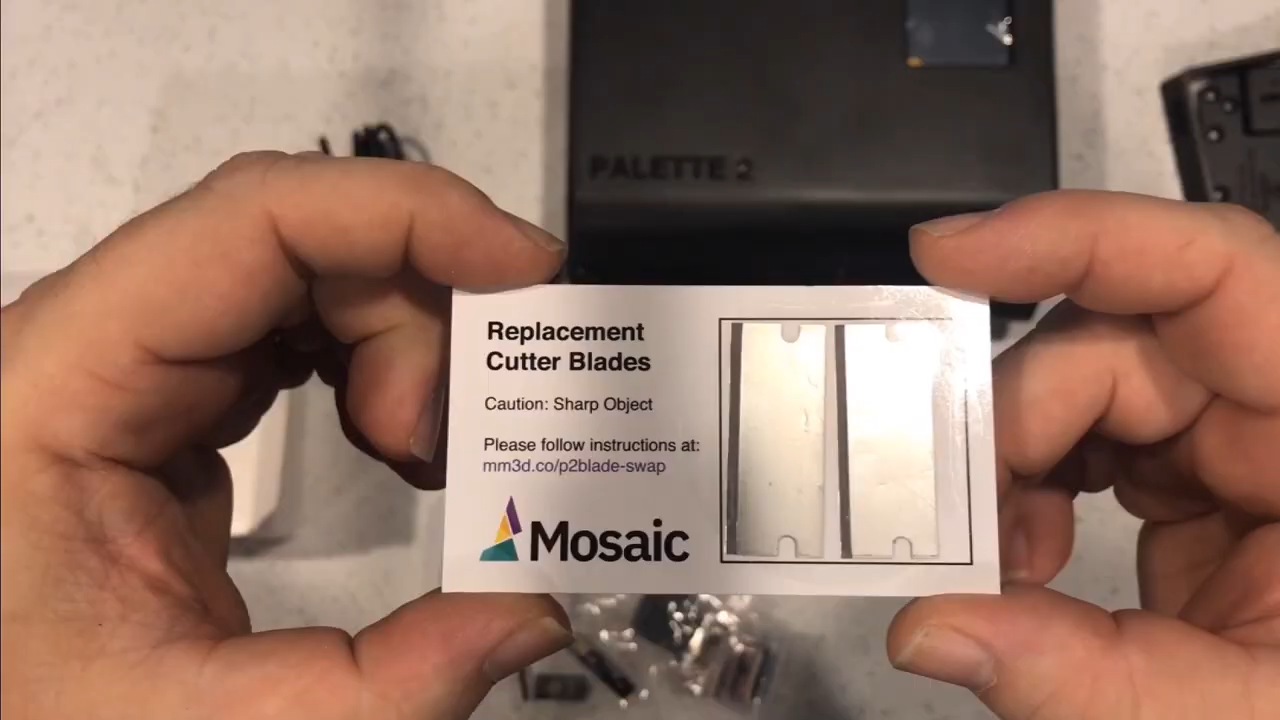 PALETTE 2
Replacement
Cutter Blades
Caution: Sharp Object
Please follow instructions at:
mm3d.co/p2blade-swap
Mosaic